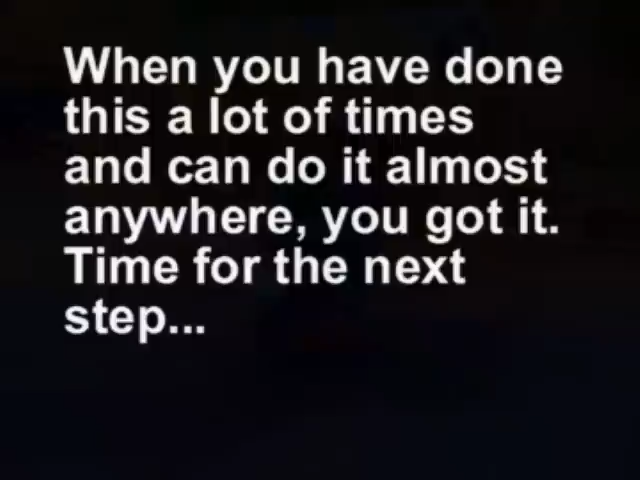 When you have done
this a lot of times
and can do it almost
anywhere, you got it.
Time for the next
step...